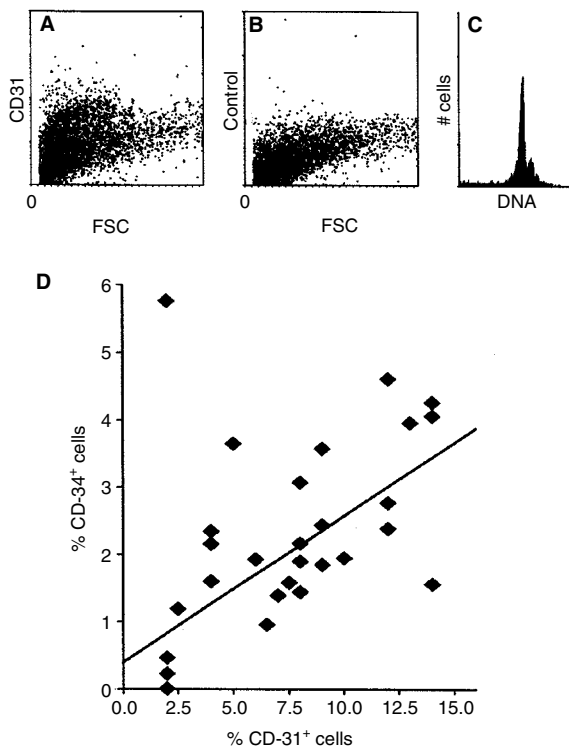 A
B
C
CD31
Control
# cells
0
0
FSC
FSC
DNA
D
6
5
4
3
2
1
0
% CD-34⁺ cells
0.0 2.5 5.0 7.5 10.0 12.5 15.0
% CD-31⁺ cells